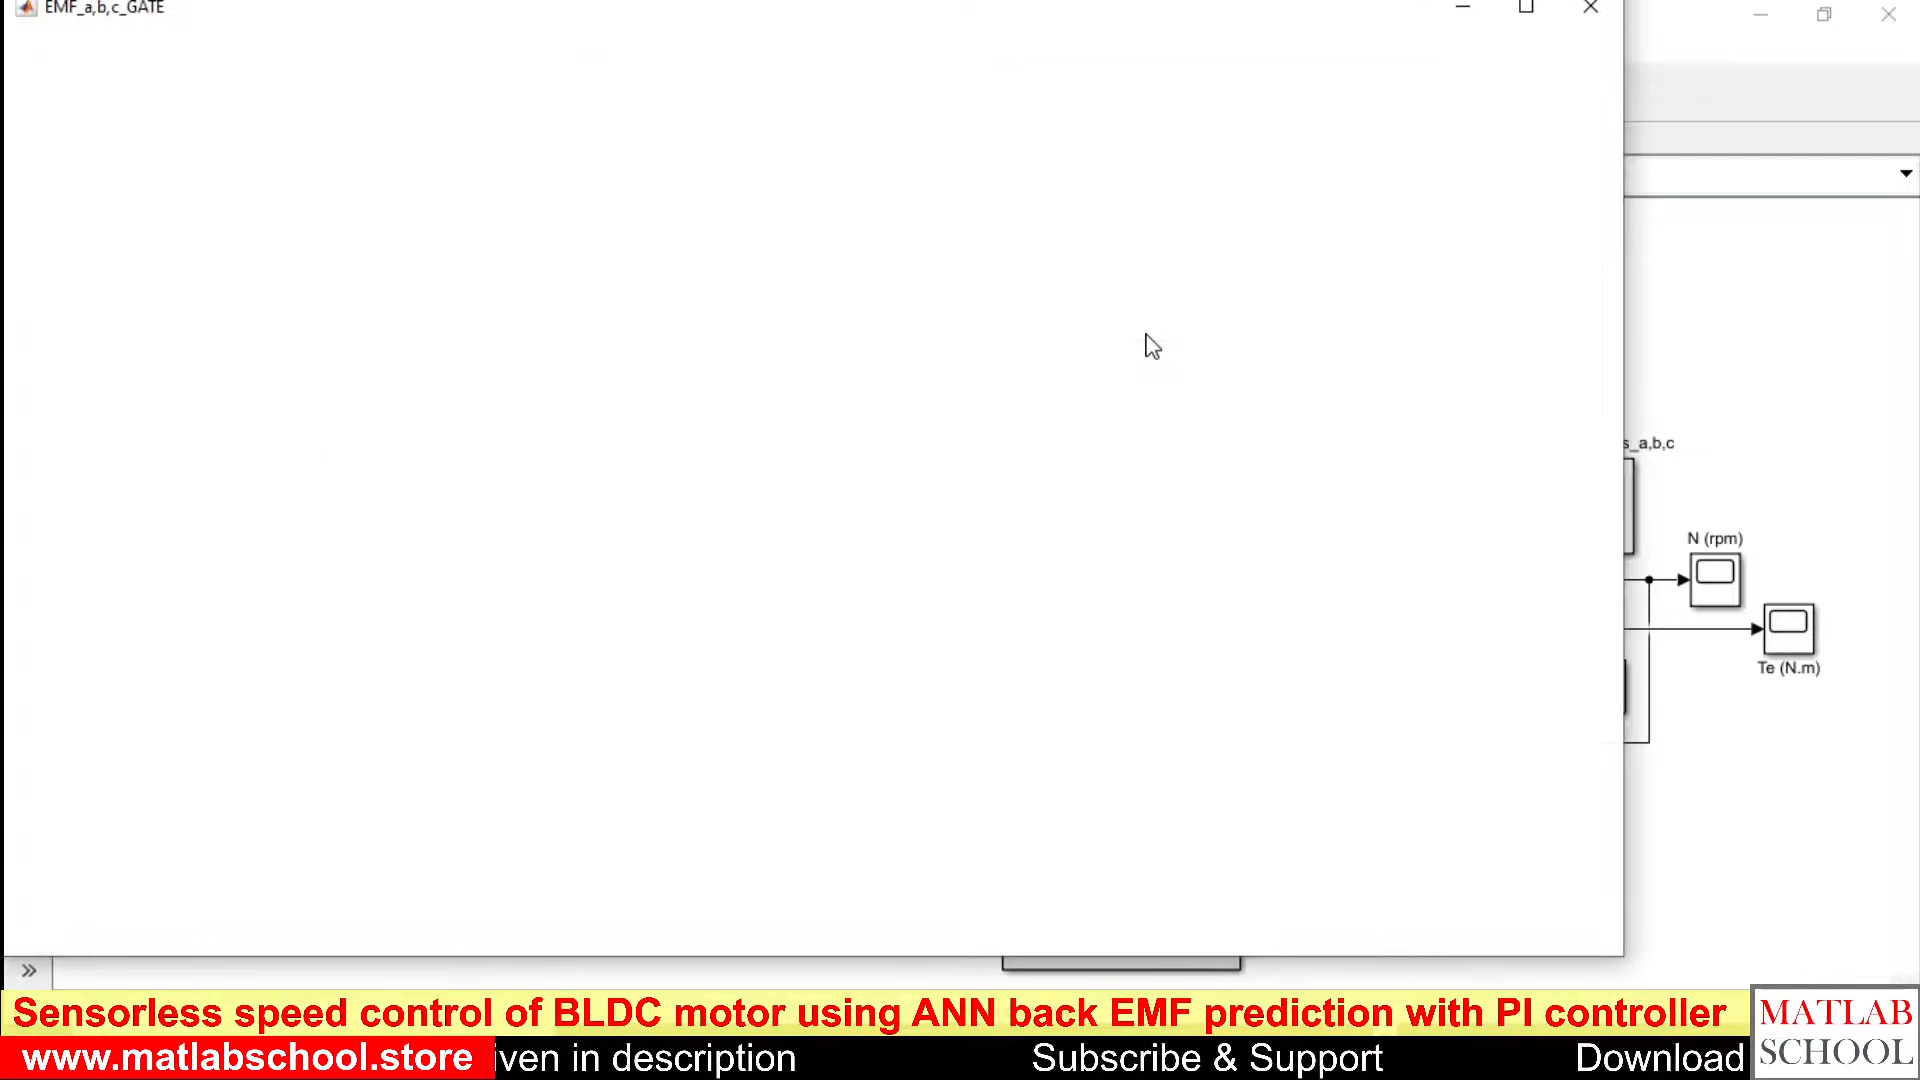 EMF_a,b,c_GATE
s_a,b,c
N (rpm)
Te (N.m)
Sensorless speed control of BLDC motor using ANN back EMF prediction with PI controller
www.matlabschool.store iven in description Subscribe & Support Download
MATLAB
SCHOOL